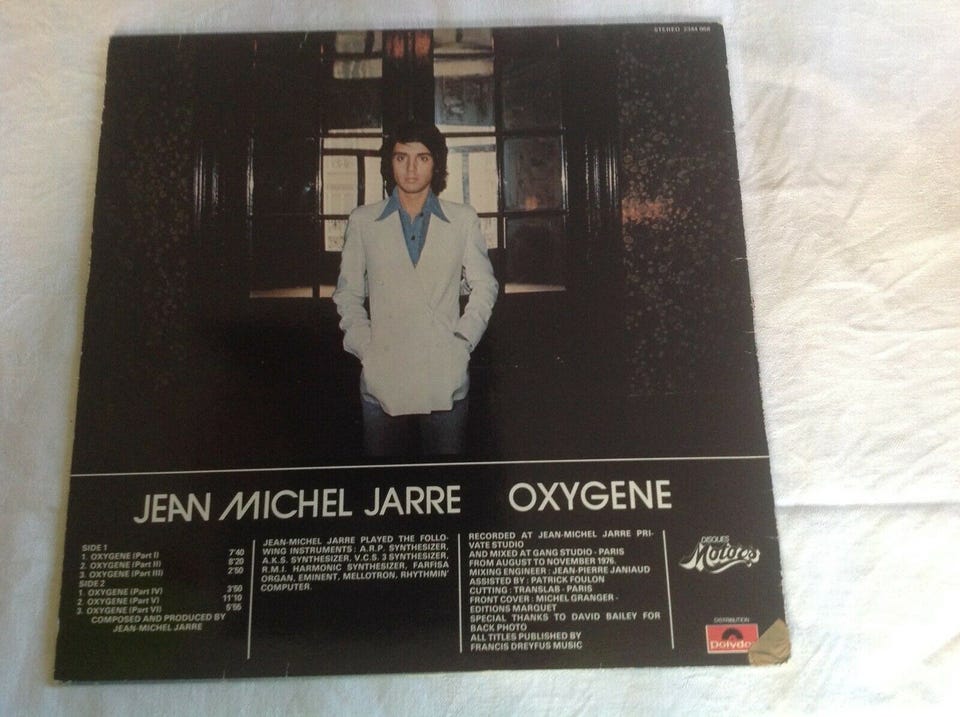 STEREO 2344 068
JEAN MICHEL JARRE OXYGENE
SIDE 1
1. OXYGENE (Part I) 7'40
2. OXYGENE (Part II) 8'20
3. OXYGENE (Part III) 2'50
SIDE 2
1. OXYGENE (Part IV) 3'50
2. OXYGENE (Part V) 11'10
3. OXYGENE (Part VI) 6'55
COMPOSED AND PRODUCED BY
JEAN-MICHEL JARRE
JEAN-MICHEL JARRE PLAYED THE FOLLO-
WING INSTRUMENTS : A.R.P. SYNTHESIZER,
A.K.S. SYNTHESIZER, V.C.S. 3 SYNTHESIZER,
R.M.I. HARMONIC SYNTHESIZER, FARFISA
ORGAN, EMINENT, MELLOTRON, RHYTHMIN'
COMPUTER.
RECORDED AT JEAN-MICHEL JARRE PRI-
VATE STUDIO
AND MIXED AT GANG STUDIO - PARIS
FROM AUGUST TO NOVEMBER 1976.
MIXING ENGINEER : JEAN-PIERRE JANIAUD
ASSISTED BY : PATRICK FOULON
CUTTING : TRANSLAB - PARIS
FRONT COVER : MICHEL GRANGER -
EDITIONS MARQUET
SPECIAL THANKS TO DAVID BAILEY FOR
BACK PHOTO
ALL TITLES PUBLISHED BY
FRANCIS DREYFUS MUSIC
DISQUES
Motors
DISTRIBUTION
Polydo